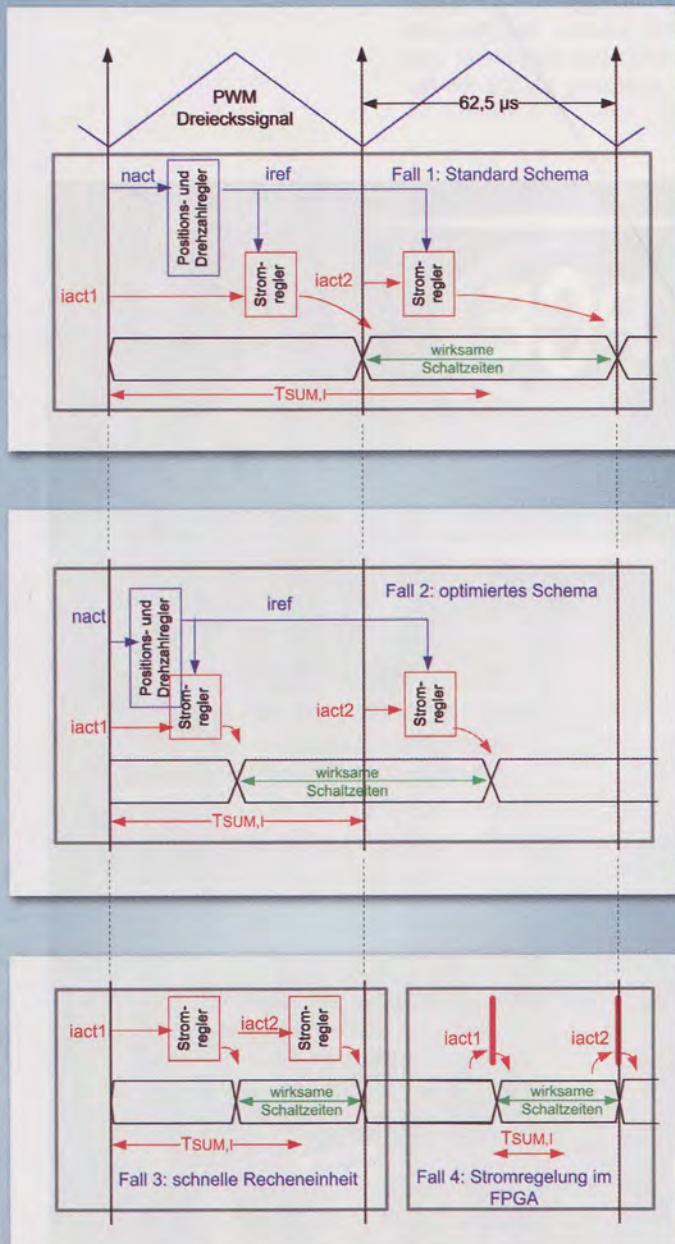 PWM
Dreieckssignal
62,5 µs
nact
Positions- und
Drehzahlregler
iref
Fall 1: Standard Schema
iact1
Strom-
regler
iact2
Strom-
regler
wirksame
Schaltzeiten
TSUM,I
Fall 2: optimiertes Schema
nact
Positions- und
Drehzahlregler
iref
iact1
Strom-
regler
iact2
Strom-
regler
wirksame
Schaltzeiten
TSUM,I
iact1
Strom-
regler
iact2
Strom-
regler
wirksame
Schaltzeiten
TSUM,I
Fall 3: schnelle Recheneinheit
iact1
iact2
wirksame
Schaltzeiten
TSUM,I
Fall 4: Stromregelung im
FPGA